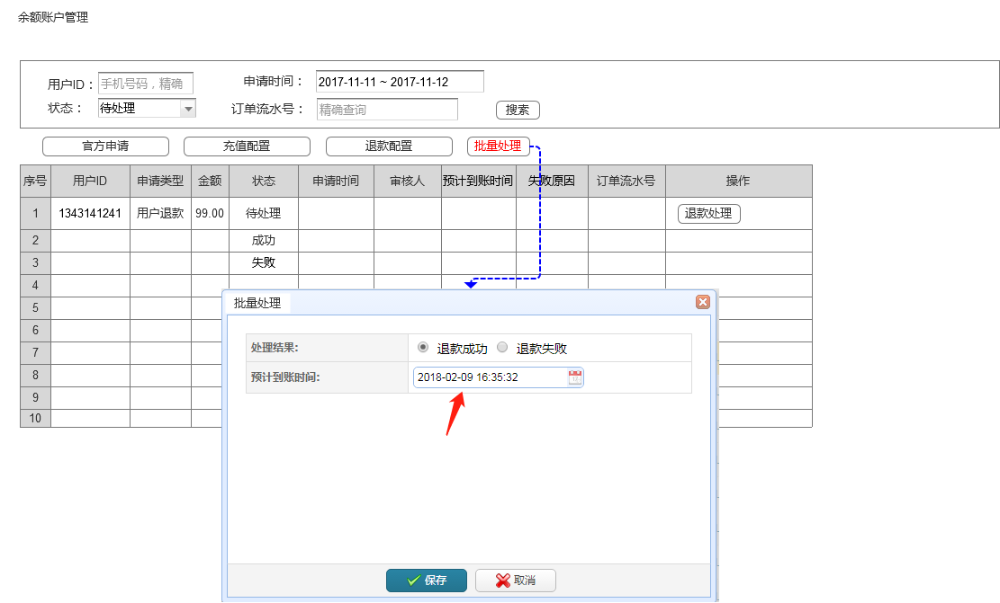 余额账户管理
用户ID： 手机号码，精确 申请时间： 2017-11-11 ~ 2017-11-12
状态： 待处理 订单流水号： 精确查询 搜索
官方申请 充值配置 退款配置 批量处理
序号 用户ID 申请类型 金额 状态 申请时间 审核人 预计到账时间 失败原因 订单流水号 操作
1 1343141241 用户退款 99.00 待处理 退款处理
2 成功
3 失败
4
批量处理
5
6
处理结果: 退款成功 退款失败
7
8 预计到账时间: 2018-02-09 16:35:32
9
10
保存 取消